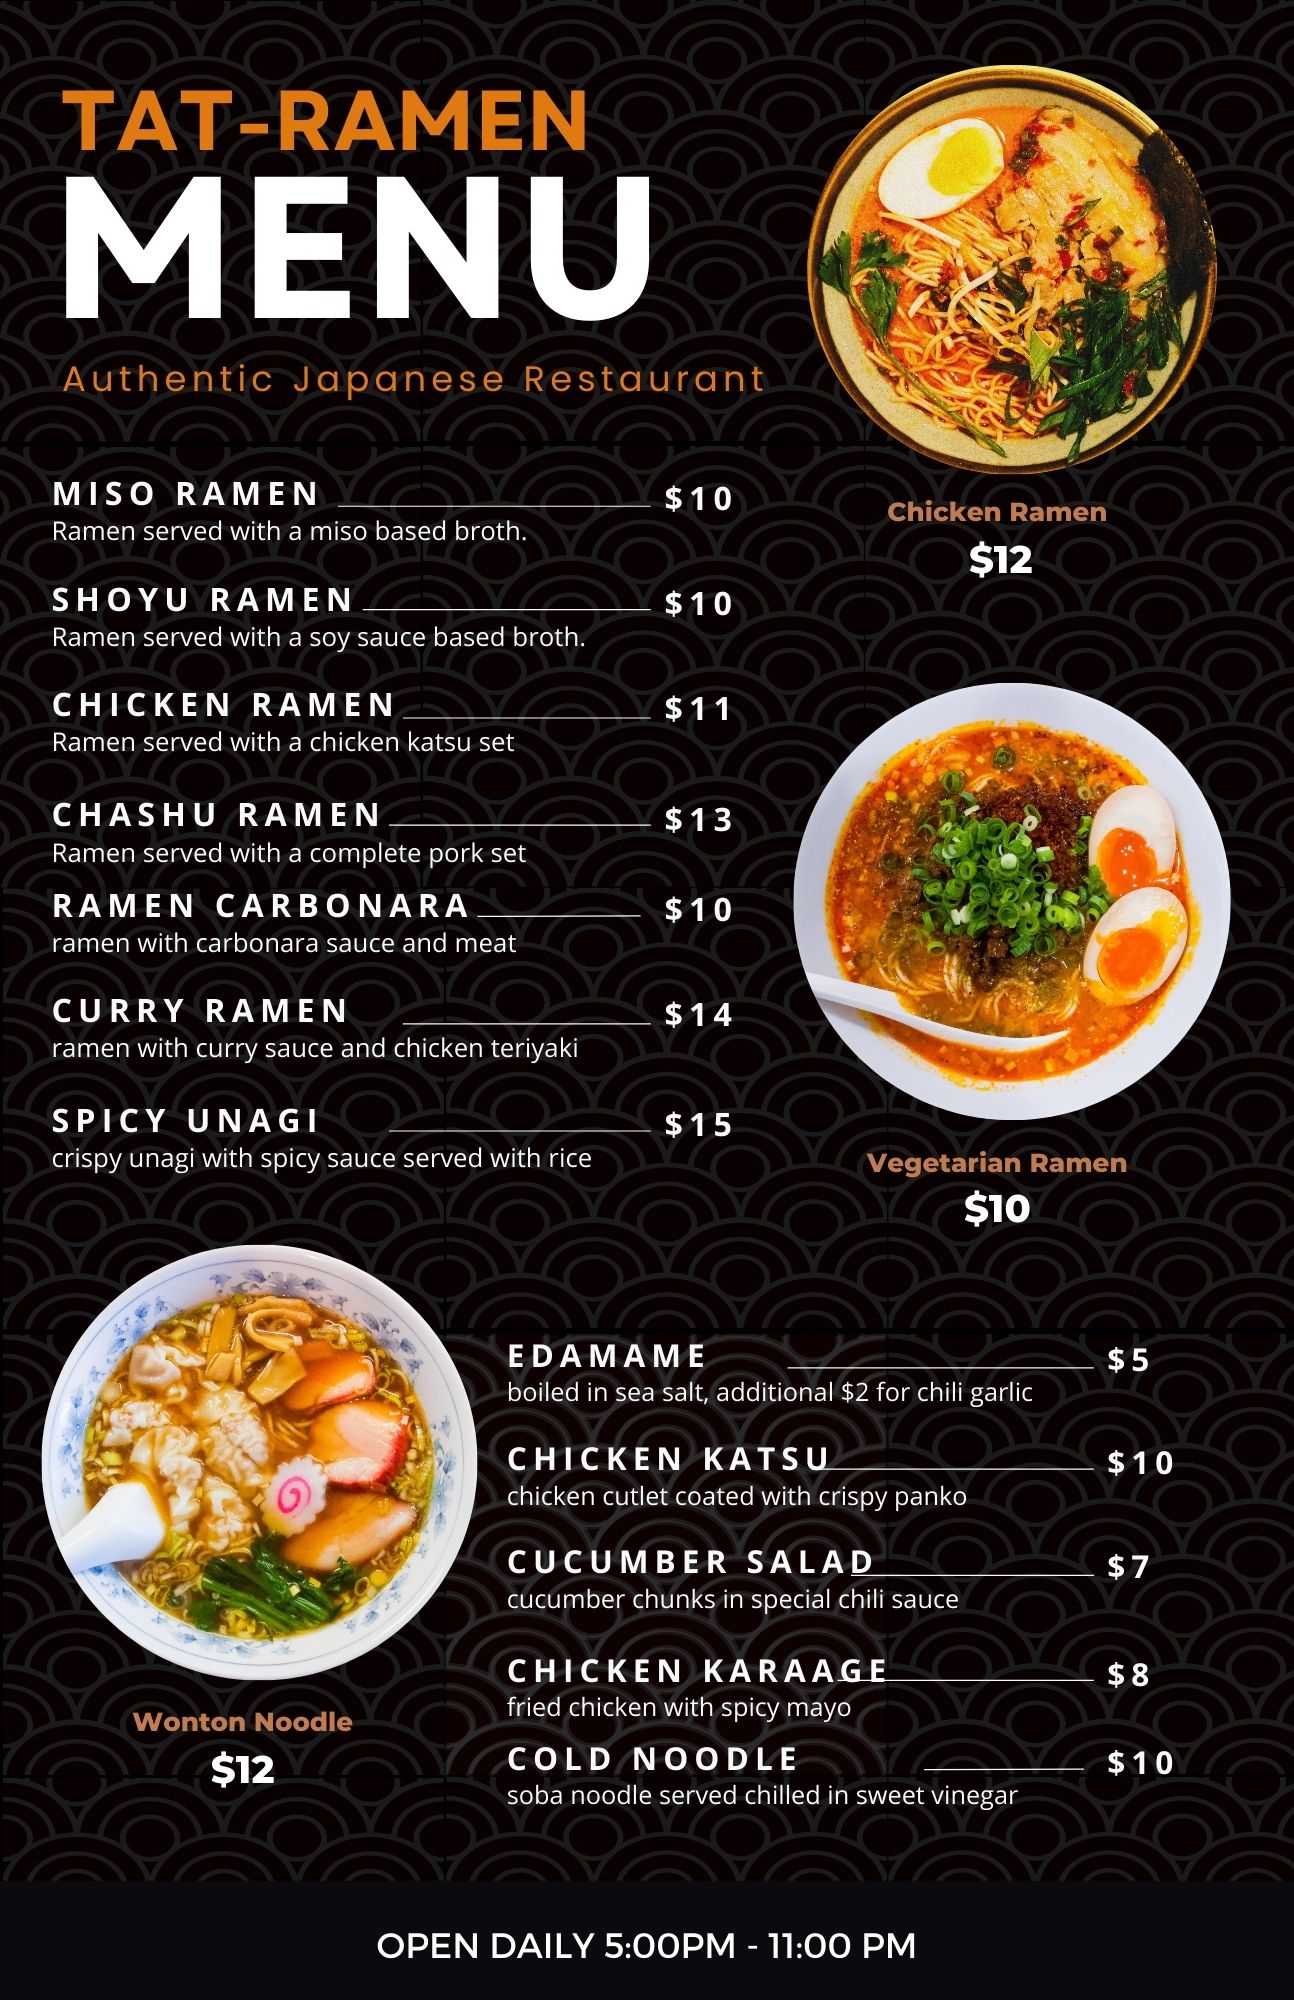 TAT-RAMEN
MENU
Authentic Japanese Restaurant
MISO RAMEN $10
Ramen served with a miso based broth.
SHOYU RAMEN $10
Ramen served with a soy sauce based broth.
CHICKEN RAMEN $11
Ramen served with a chicken katsu set
CHASHU RAMEN $13
Ramen served with a complete pork set
RAMEN CARBONARA $10
ramen with carbonara sauce and meat
CURRY RAMEN $14
ramen with curry sauce and chicken teriyaki
SPICY UNAGI $15
crispy unagi with spicy sauce served with rice
Chicken Ramen
$12
Vegetarian Ramen
$10
Wonton Noodle
$12
EDAMAME $5
boiled in sea salt, additional $2 for chili garlic
CHICKEN KATSU $10
chicken cutlet coated with crispy panko
CUCUMBER SALAD $7
cucumber chunks in special chili sauce
CHICKEN KARAAGE $8
fried chicken with spicy mayo
COLD NOODLE $10
soba noodle served chilled in sweet vinegar
OPEN DAILY 5:00PM - 11:00 PM